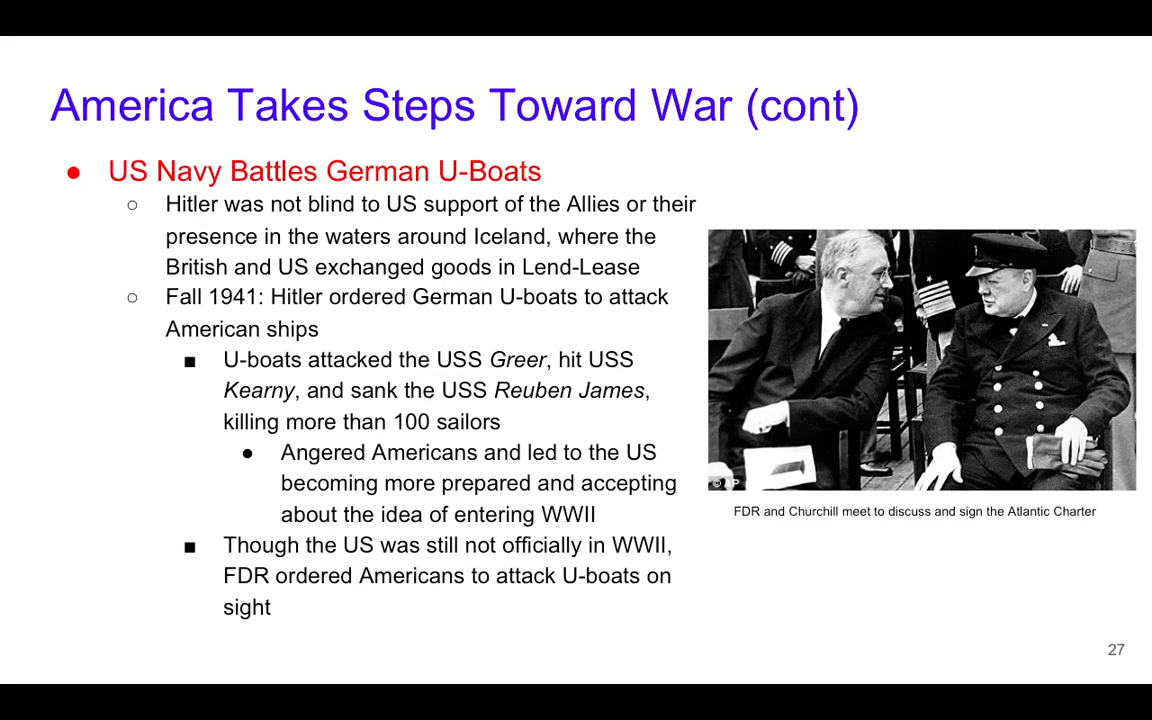 America Takes Steps Toward War (cont)
● US Navy Battles German U-Boats
○ Hitler was not blind to US support of the Allies or their
presence in the waters around Iceland, where the
British and US exchanged goods in Lend-Lease
○ Fall 1941: Hitler ordered German U-boats to attack
American ships
■ U-boats attacked the USS Greer, hit USS
Kearny, and sank the USS Reuben James,
killing more than 100 sailors
● Angered Americans and led to the US
becoming more prepared and accepting
about the idea of entering WWII
■ Though the US was still not officially in WWII,
FDR ordered Americans to attack U-boats on
sight
© AP
FDR and Churchill meet to discuss and sign the Atlantic Charter
27